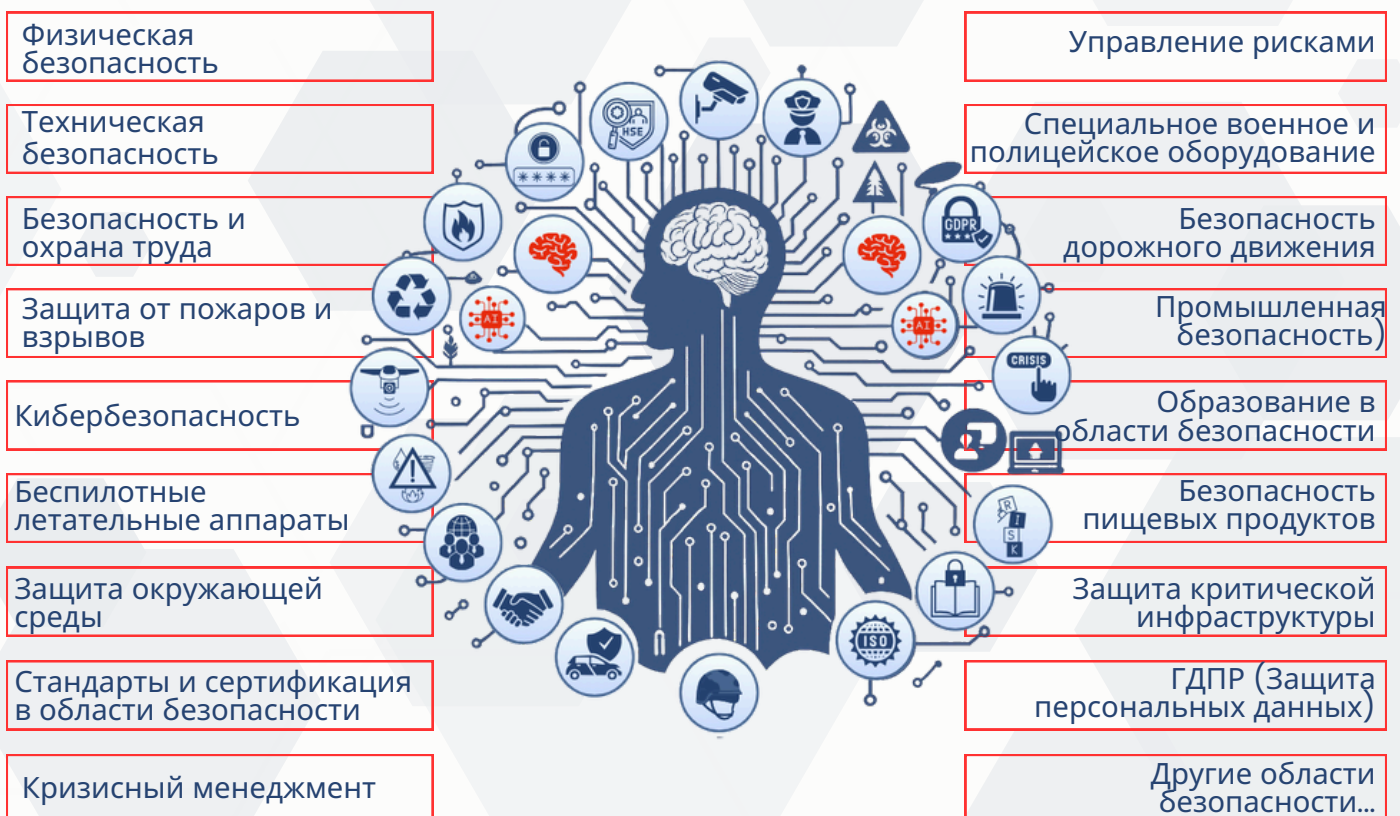 Физическая
безопасность
Техническая
безопасность
Безопасность и
охрана труда
Защита от пожаров и
взрывов
Кибербезопасность
Беспилотные
летательные аппараты
Защита окружающей
среды
Стандарты и сертификация
в области безопасности
Кризисный менеджмент
HSE
****
GDPR
****
AI
AI
CRISIS
R
I
S
K
ISO
Управление рисками
Специальное военное и
полицейское оборудование
Безопасность
дорожного движения
Промышленная
безопасность)
Образование в
области безопасности
Безопасность
пищевых продуктов
Защита критической
инфраструктуры
ГДПР (Защита
персональных данных)
Другие области
безопасности...